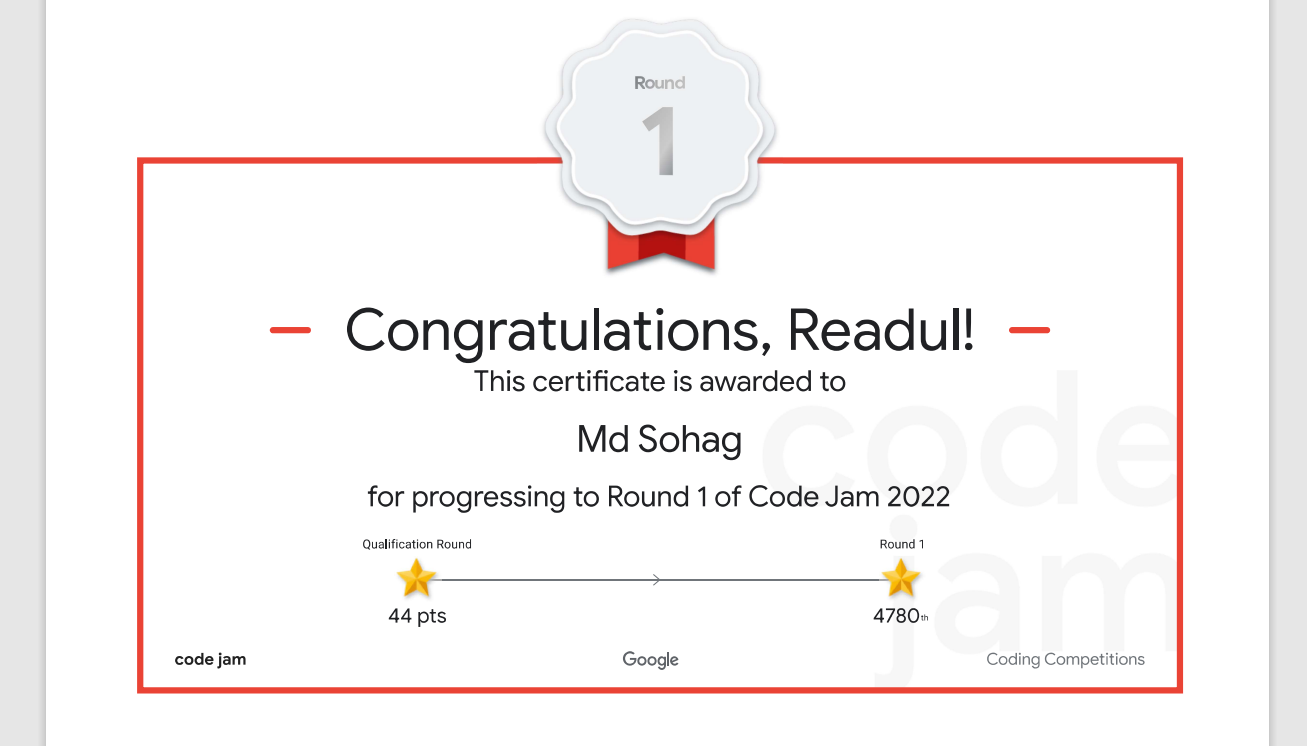 Round
1
Congratulations, Readul!
This certificate is awarded to
Md Sohag
for progressing to Round 1 of Code Jam 2022
Qualification Round
Round 1
44 pts
4780th
code jam
Google
Coding Competitions
code
jam